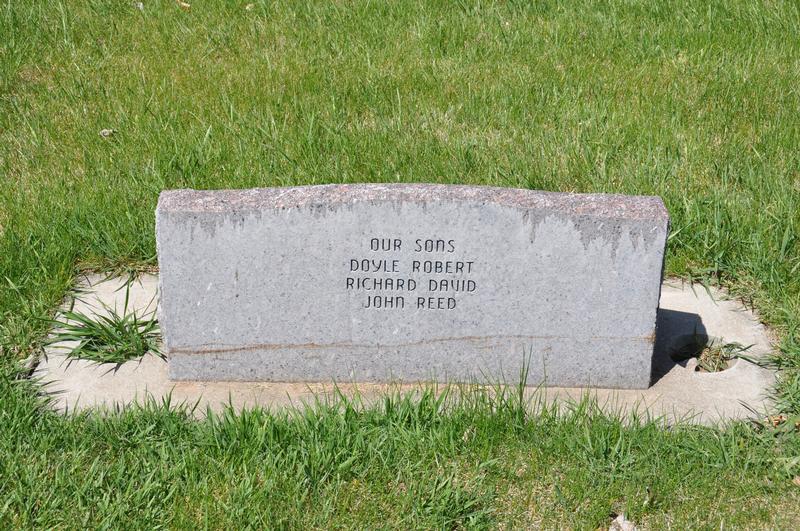 OUR SONS
DOYLE ROBERT
RICHARD DAVID
JOHN REED